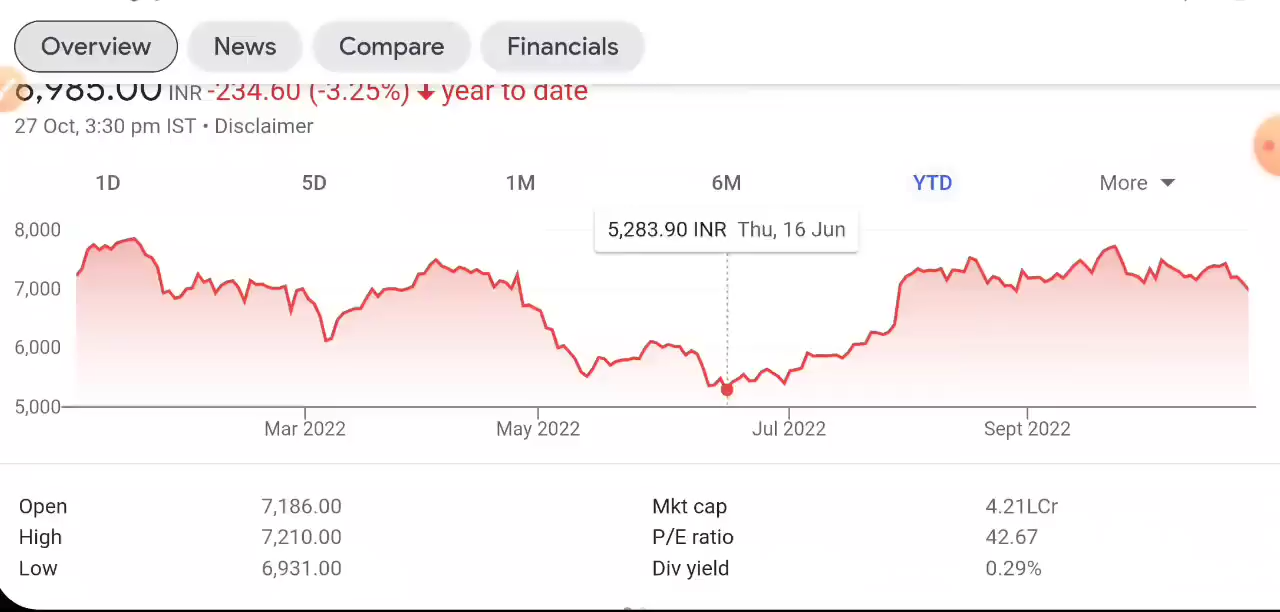 Overview News Compare Financials
6,985.00 INR -234.60 (-3.25%) year to date
27 Oct, 3:30 pm IST • Disclaimer
1D 5D 1M 6M YTD More
5,283.90 INR Thu, 16 Jun
8,000
7,000
6,000
5,000
Mar 2022 May 2022 Jul 2022 Sept 2022
Open 7,186.00 Mkt cap 4.21LCr
High 7,210.00 P/E ratio 42.67
Low 6,931.00 Div yield 0.29%